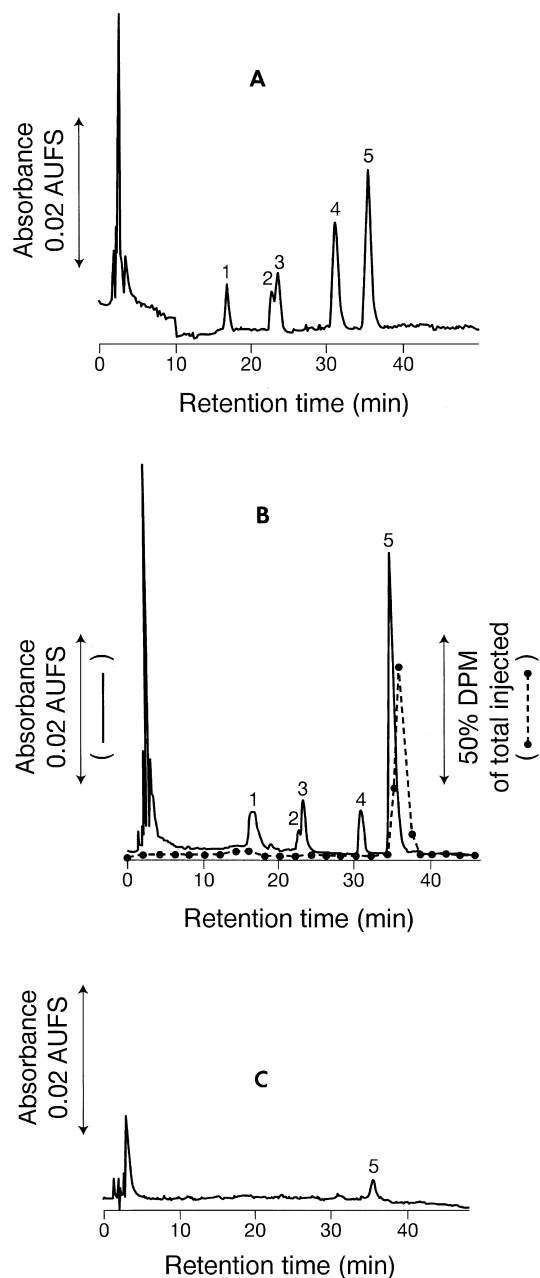 A
Absorbance
0.02 AUFS
1
2
3
4
5
0
10
20
30
40
Retention time (min)
B
Absorbance
0.02 AUFS
( )
1
2
3
4
5
50% DPM
of total injected
( )
0
10
20
30
40
Retention time (min)
C
Absorbance
0.02 AUFS
5
0
10
20
30
40
Retention time (min)